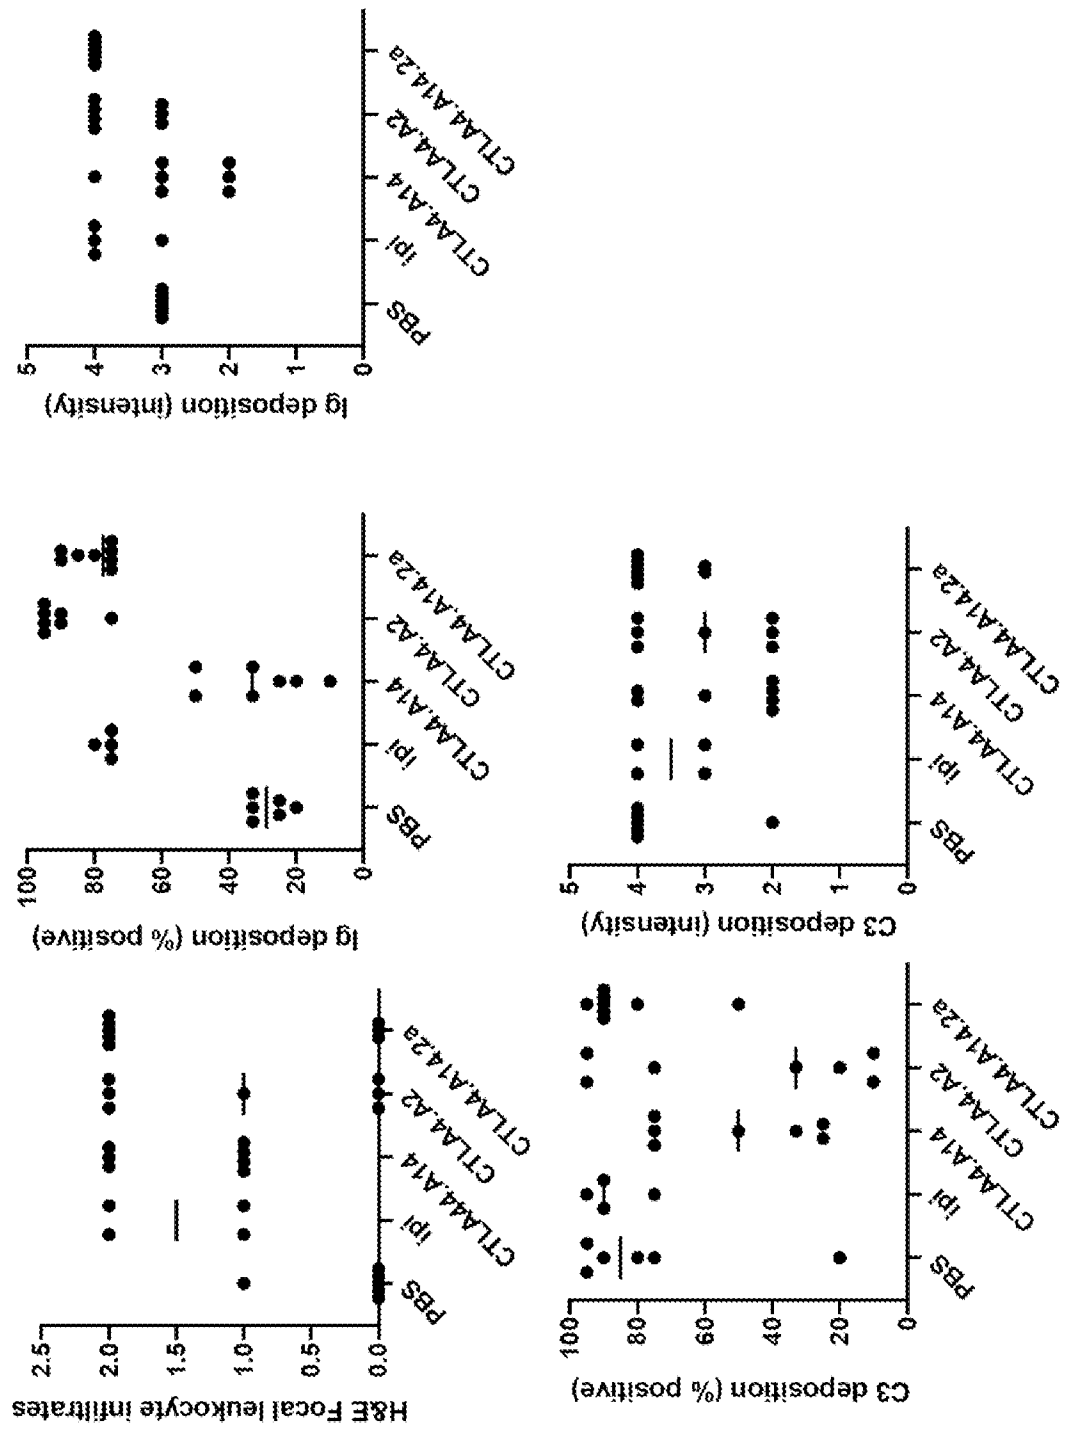 H&E Focal leukocyte infiltrates
2.5
2.0
1.5
1.0
0.5
0.0
PBS
ipi
CTLA44.A14
CTLA4.A2
CTLA4.A14.2a
Ig deposition (% positive)
100
80
60
40
20
0
PBS
ipi
CTLA4.A14
CTLA4.A2
CTLA4.A14.2a
Ig deposition (intensity)
5
4
3
2
1
0
PBS
ipi
CTLA4.A14
CTLA4.A2
CTLA4.A14.2a
C3 deposition (% positive)
100
80
60
40
20
0
PBS
ipi
CTLA4.A14
CTLA4.A2
CTLA4.A14.2a
C3 deposition (intensity)
5
4
3
2
1
0
PBS
ipi
CTLA4.A14
CTLA4.A2
CTLA4.A14.2a